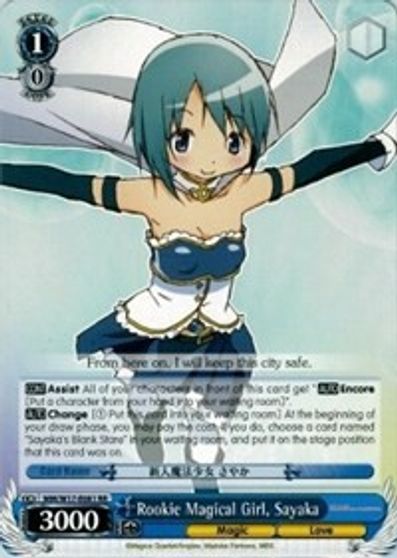 1
0
From here on, I will keep this city safe.
CONT Assist All of your characters in front of this card get "AUTO Encore
[Put a character from your hand into your waiting room]".
AUTO Change [① Put this card into your waiting room] At the beginning of
your draw phase, you may pay the cost. If you do, choose a card named
"Sayaka's Blank Stare" in your waiting room, and put it on the stage position
that this card was on.
Card Name
新人魔法少女 さやか
Rookie Magical Girl, Sayaka
3000
Magic
Love